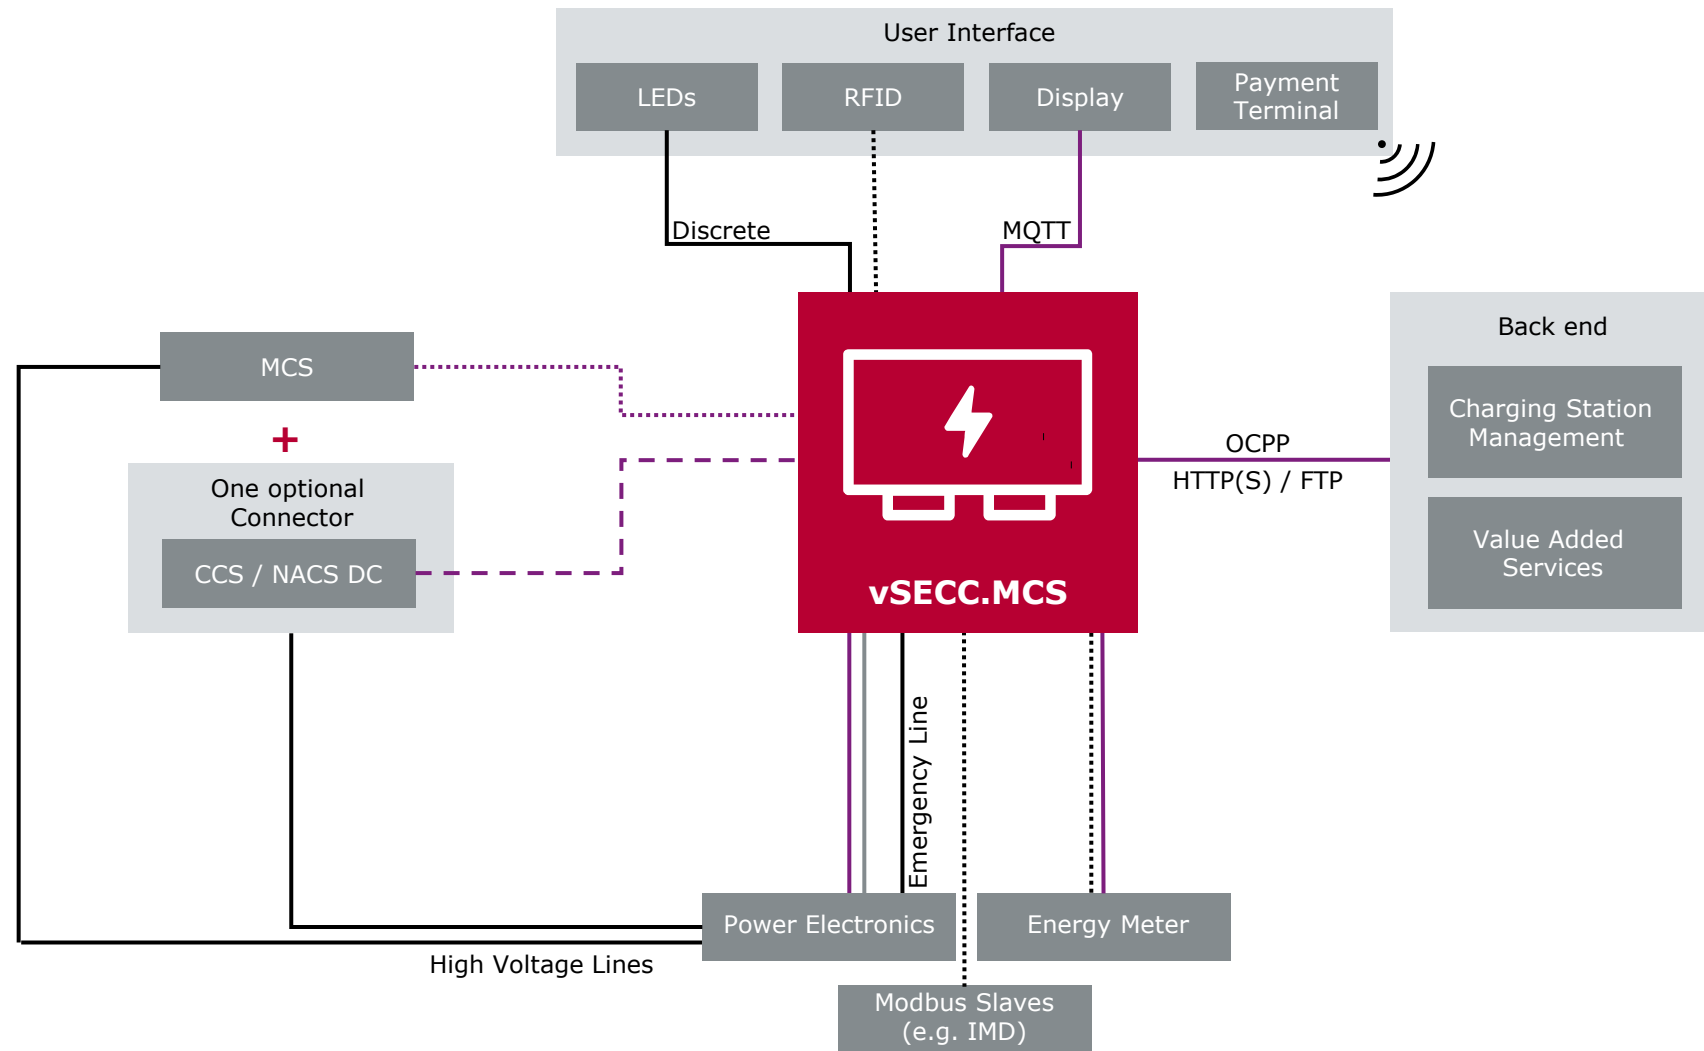 User Interface
LEDs
RFID
Display
Payment
Terminal
Discrete
MQTT
MCS
+
One optional
Connector
CCS / NACS DC
vSECC.MCS
OCPP
HTTP(S) / FTP
Back end
Charging Station
Management
Value Added
Services
Emergency Line
Power Electronics
Energy Meter
High Voltage Lines
Modbus Slaves
(e.g. IMD)